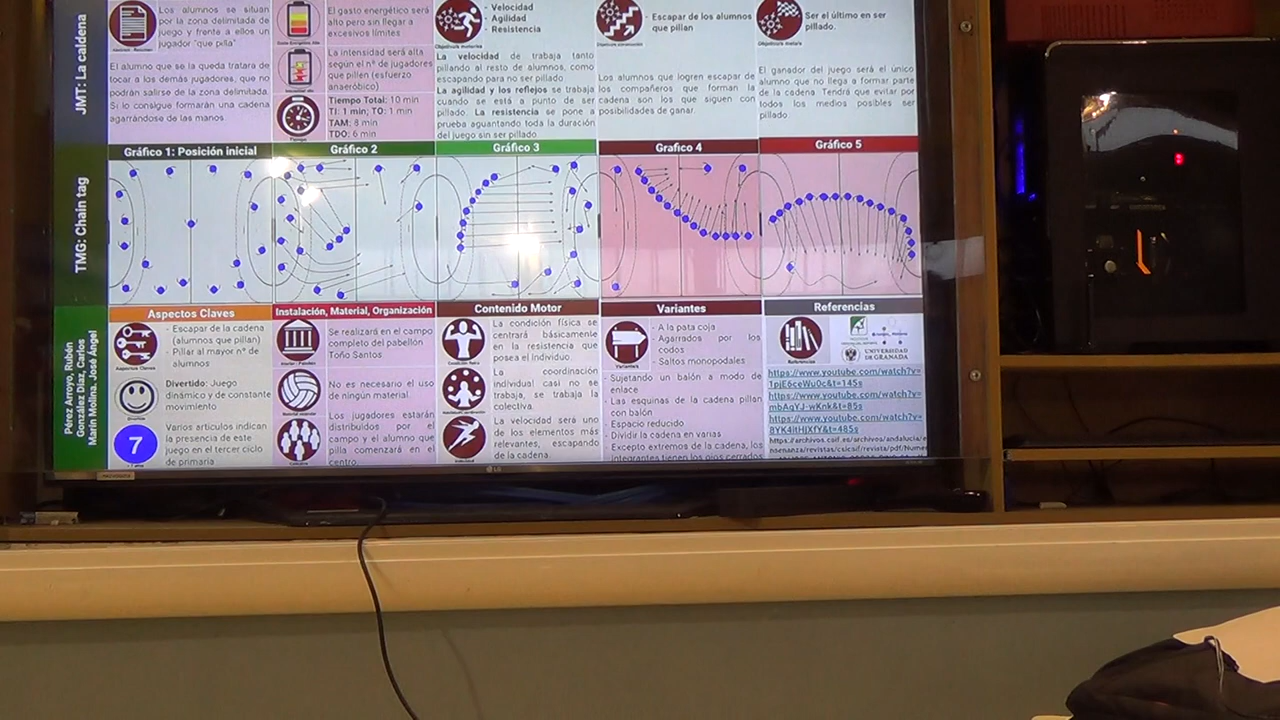 JMT: La caldena
Los alumnos se situan
por la zona delimitada de
juego y frente a ellos un
jugador "que pilla"
El alumno que se la queda tratara de
tocar a los demás jugadores, que no
podrán salirse de la zona delimitada.
Si lo consigue formarán una cadena
agarrándose de las manos
El gasto energético será
alto pero sin llegar a
excesivos límites
La intensidad será alta
según el nº de jugadores
que pillen (esfuerzo
anaeróbico)
Tiempo Total: 10 min
TI: 1 min; TO: 1 min
TAM: 8 min
TDO: 6 min
- Velocidad
- Agilidad
- Resistencia
La velocidad de trabaja tanto
pillando al resto de alumnos, como
escapando para no ser pillado.
La agilidad y los reflejos se trabaja
cuando se está a punto de ser
pillado. La resistencia se pone a
prueba aguantando toda la duración
del juego sin ser pillado
- Escapar de los alumnos
que pillan
Los alumnos que logren escapar de
los compañeros que forman la
cadena son los que siguen con
posibilidades de ganar.
Ser el último en ser
pillado.
El ganador del juego será el único
alumno que no llega a formar parte
de la cadena. Tendrá que evitar por
todos los medios posibles ser
pillado
TMG: Chain tag
Gráfico 1: Posición inicial
Gráfico 2
Gráfico 3
Grafico 4
Gráfico 5
Pérez Arroyo, Rubén
González Díaz, Carlos
Marín Molina. José Ángel
Aspectos Claves
- Escapar de la cadena
(alumnos que pillan)
- Pillar al mayor nº de
alumnos
Divertido: Juego
dinámico y de constante
movimiento
7
Varios artículos indican
la presencia de este
juego en el tercer ciclo
de primaria
Instalación, Material, Organización
Se realizará en el campo
completo del pabellón
Toño Santos
No es necesario el uso
de ningún material.
Los jugadores estarán
distribuidos por el
campo y el alumno que
pilla comenzará en el
centro
Contenido Motor
La condición física se
centrará básicamente
en la resistencia que
posea el individuo.
La coordinación
individual casi no se
trabaja, se trabaja la
colectiva.
La velocidad será uno
de los elementos más
relevantes, escapando
de la cadena.
Variantes
- A la pata coja
- Agarrados por los
codos
- Saltos monopodales
- Sujetando un balón a modo de
enlace
- Las esquinas de la cadena pillan
con balón
- Espacio reducido
- Dividir la cadena en varias
- Excepto extremos de la cadena, los
integrantes tienen los ojos cerrados
Referencias
UNIVERSIDAD
DE GRANADA
https://www.youtube.com/watch?v=
1pjE6ceWu0c&t=145s
https://www.youtube.com/watch?v=
mbAgYJ-wKnk&t=85s
https://www.youtube.com/watch?v=
8YK4itHjXfY&t=485s
LG